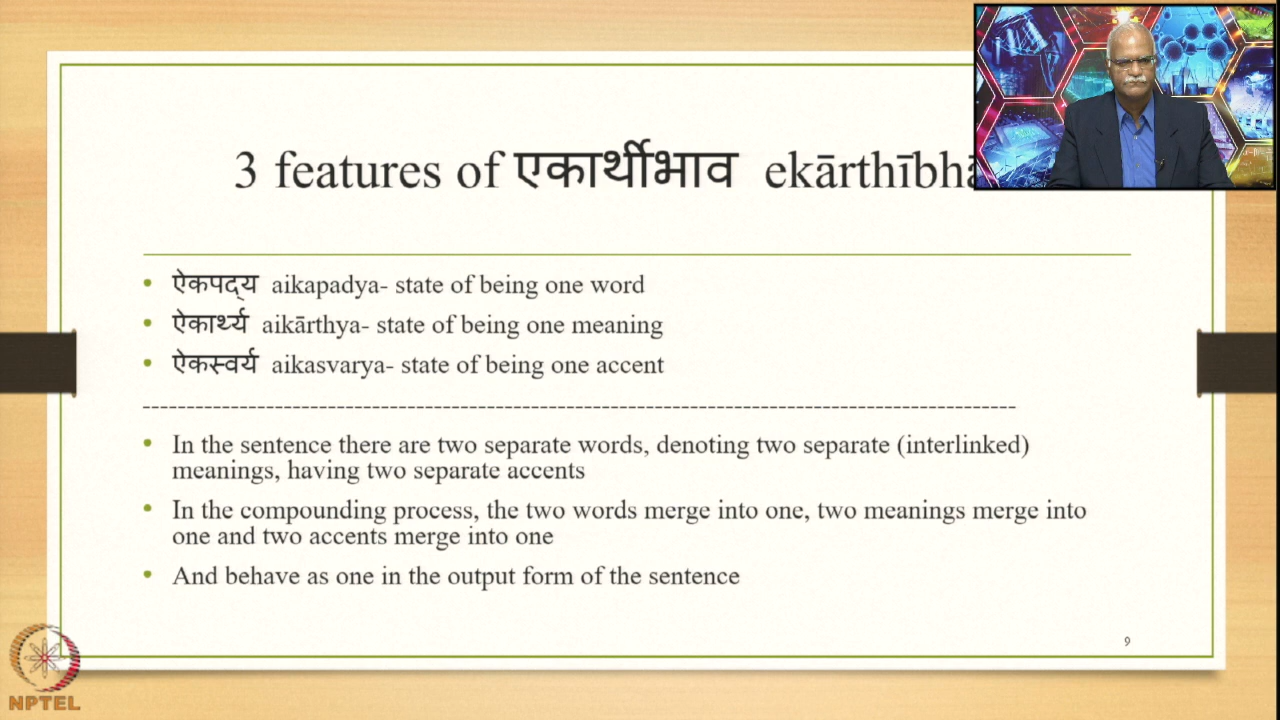 3 features of एकार्थीभाव
• ऐकपद्य aikapadya- state of being one word
• ऐकार्थ्य aikārthya- state of being one meaning
• ऐकस्वर्य aikasvarya- state of being one accent
• In the sentence there are two separate words, denoting two separate (interlinked)
meanings, having two separate accents
• In the compounding process, the two words merge into one, two meanings merge into
one and two accents merge into one
• And behave as one in the output form of the sentence
9
NPTEL